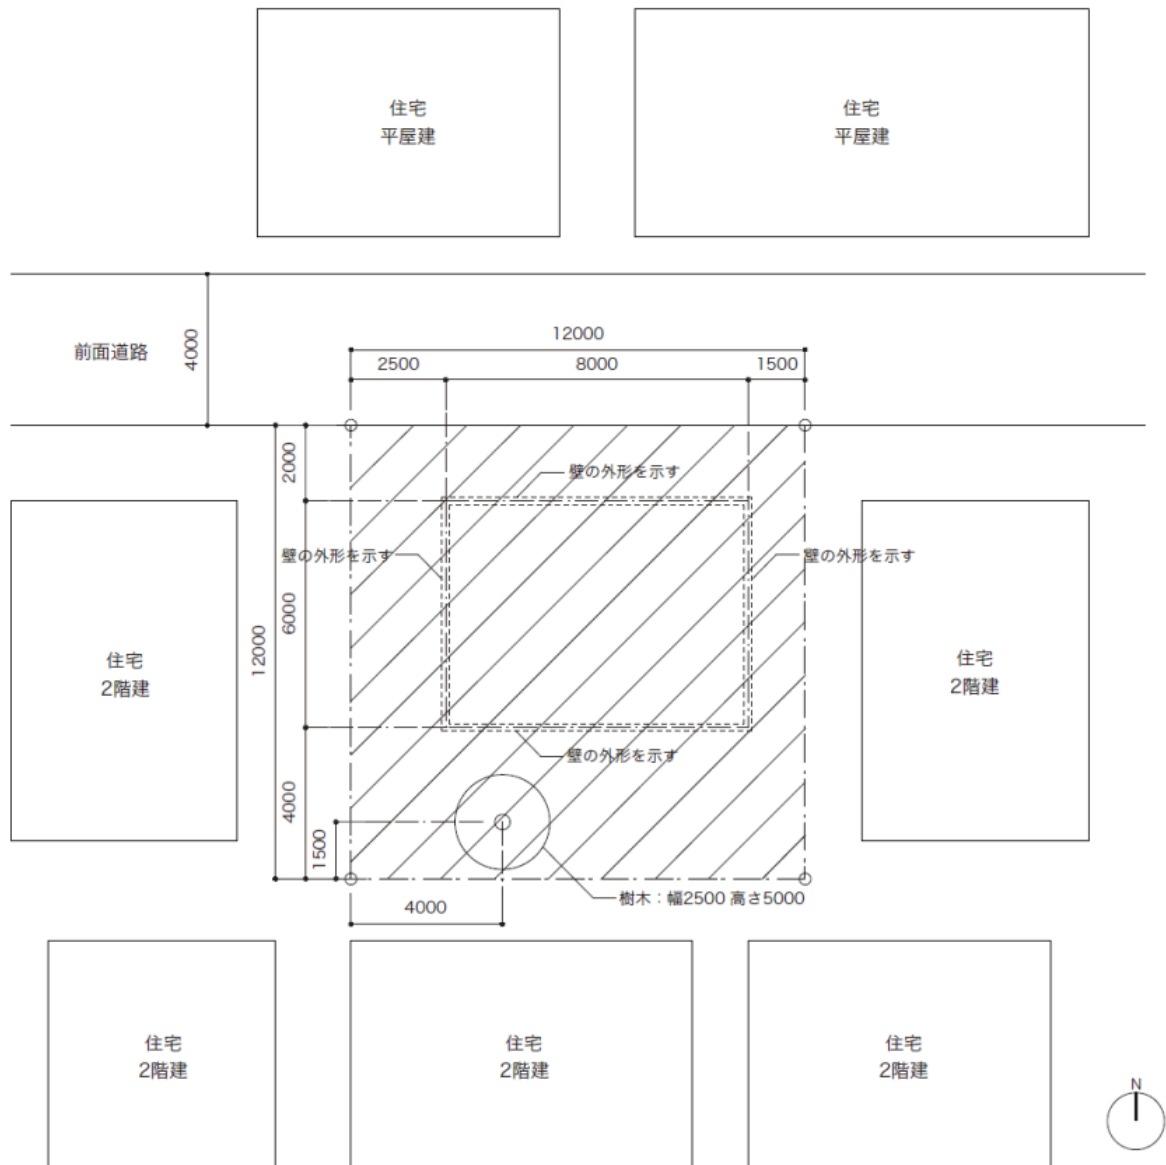 住宅
平屋建
住宅
平屋建
前面道路
4000
12000
2500
8000
1500
2000
壁の外形を示す
壁の外形を示す
壁の外形を示す
6000
12000
住宅
2階建
住宅
2階建
壁の外形を示す
4000
1500
樹木：幅2500 高さ5000
4000
住宅
2階建
住宅
2階建
住宅
2階建
N